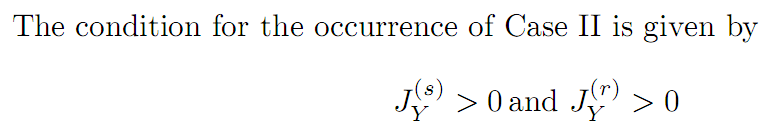 The condition for the occurrence of Case II is given by
J_Y^{(s)} > 0 and J_Y^{(r)} > 0